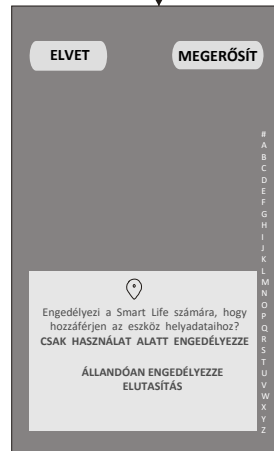 ELVET MEGERŐSÍT
#
A
B
C
D
E
F
G
H
I
J
K
L
M
N
O
P
Q
R
S
T
U
V
W
X
Y
Z
Engedélyezi a Smart Life számára, hogy
hozzáférjen az eszköz helyadataihoz?
CSAK HASZNÁLAT ALATT ENGEDÉLYEZZE
ÁLLANDÓAN ENGEDÉLYEZZE
ELUTASÍTÁS